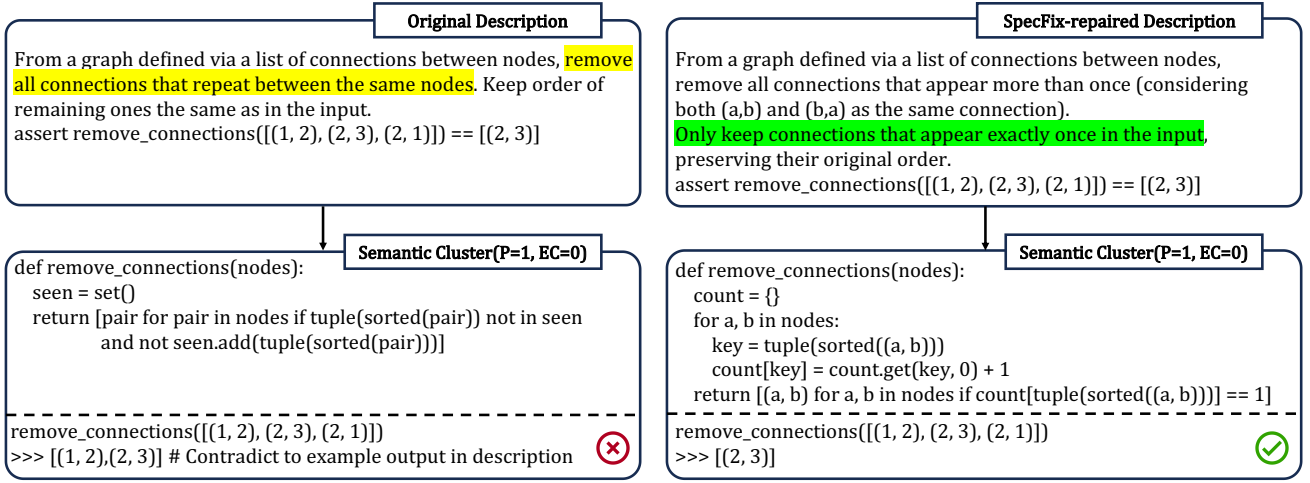 Original Description
From a graph defined via a list of connections between nodes, remove
all connections that repeat between the same nodes. Keep order of
remaining ones the same as in the input.
assert remove_connections([(1, 2), (2, 3), (2, 1)]) == [(2, 3)]
Semantic Cluster(P=1, EC=0)
def remove_connections(nodes):
seen = set()
return [pair for pair in nodes if tuple(sorted(pair)) not in seen
and not seen.add(tuple(sorted(pair)))]
remove_connections([(1, 2), (2, 3), (2, 1)])
>>> [(1, 2),(2, 3)] # Contradict to example output in description
SpecFix-repaired Description
From a graph defined via a list of connections between nodes,
remove all connections that appear more than once (considering
both (a,b) and (b,a) as the same connection).
Only keep connections that appear exactly once in the input,
preserving their original order.
assert remove_connections([(1, 2), (2, 3), (2, 1)]) == [(2, 3)]
Semantic Cluster(P=1, EC=0)
def remove_connections(nodes):
count = {}
for a, b in nodes:
key = tuple(sorted((a, b)))
count[key] = count.get(key, 0) + 1
return [(a, b) for a, b in nodes if count[tuple(sorted((a, b)))] == 1]
remove_connections([(1, 2), (2, 3), (2, 1)])
>>> [(2, 3)]